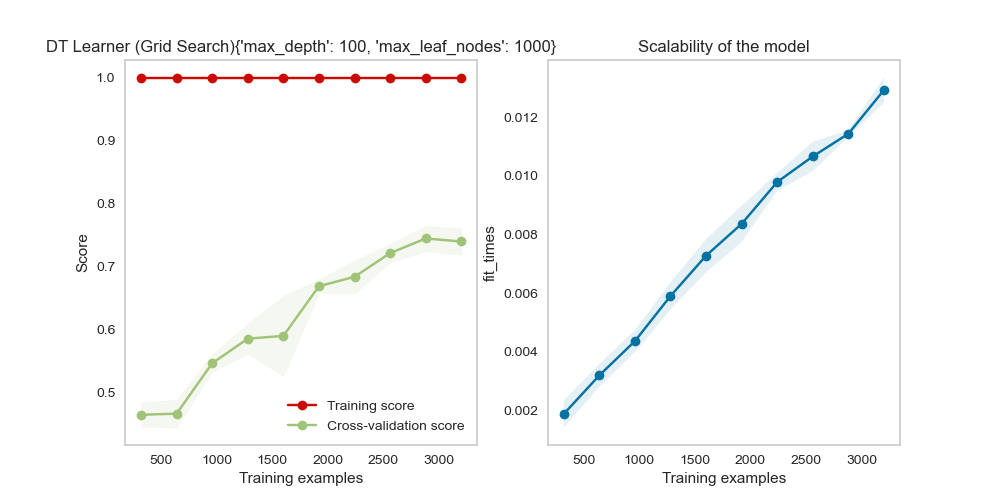 DT Learner (Grid Search){'max_depth': 100, 'max_leaf_nodes': 1000}
1.0
0.9
0.8
0.7
0.6
0.5
Score
Training score
Cross-validation score
500 1000 1500 2000 2500 3000
Training examples
Scalability of the model
0.012
0.010
0.008
0.006
0.004
0.002
fit_times
500 1000 1500 2000 2500 3000
Training examples